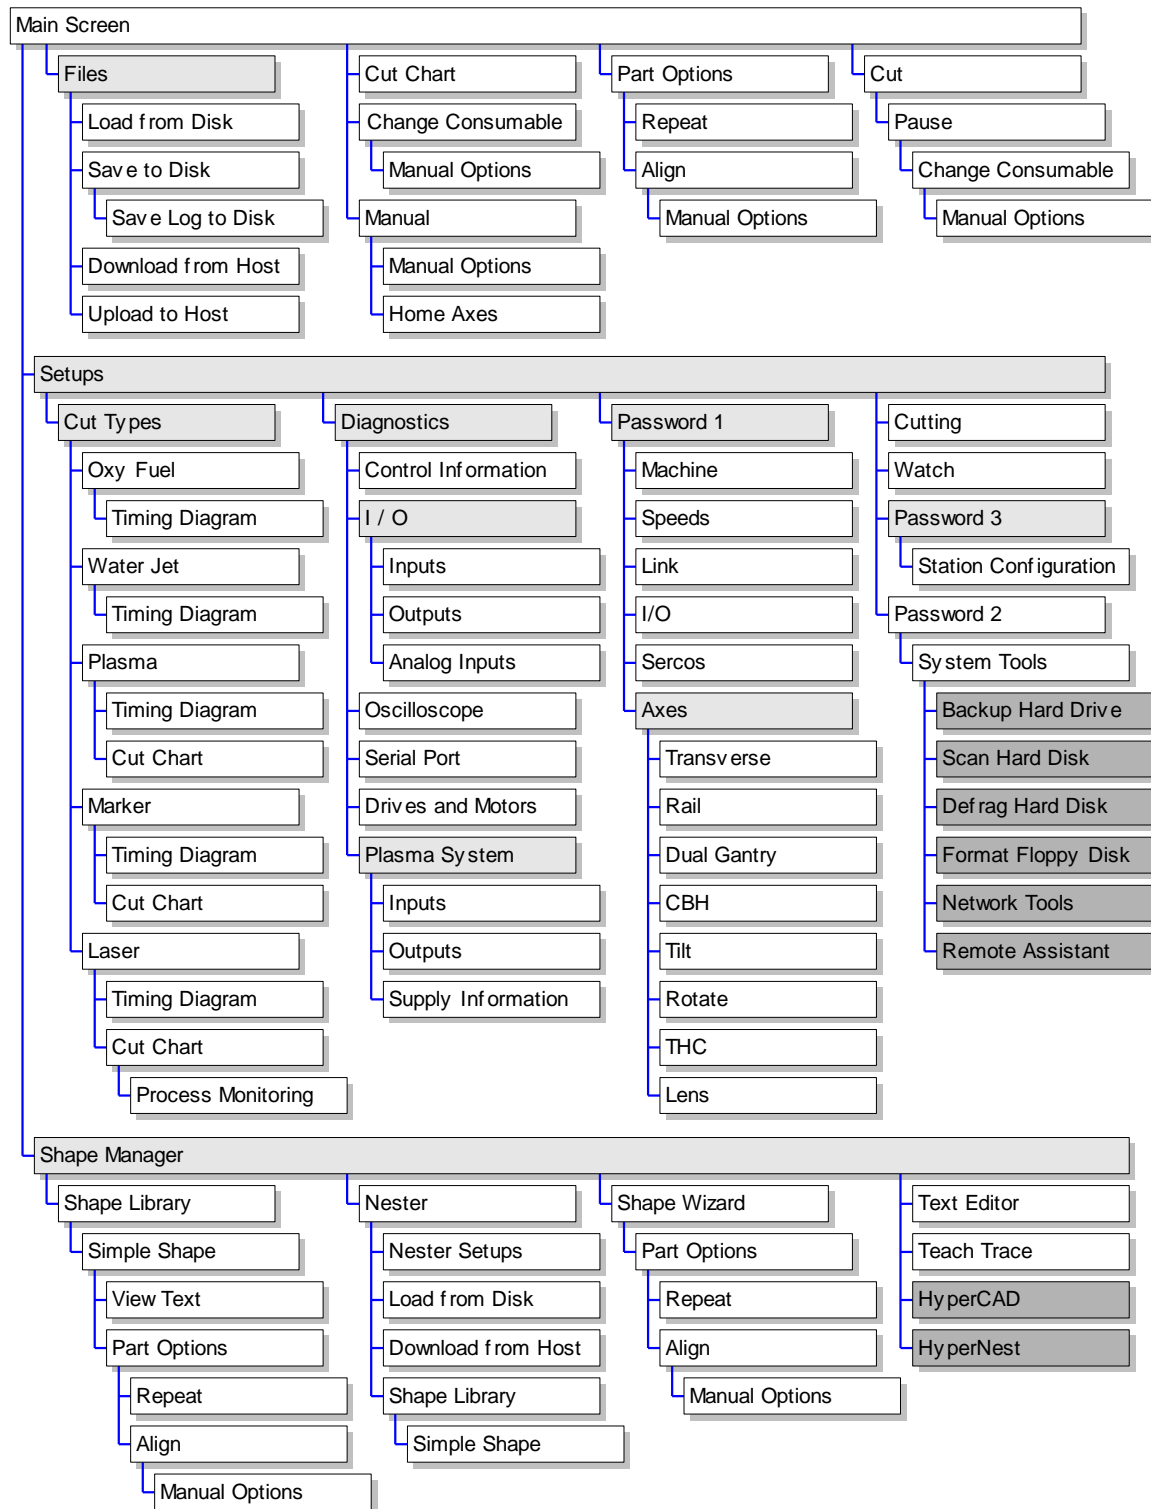 Main Screen
Files
Load from Disk
Save to Disk
Save Log to Disk
Download from Host
Upload to Host
Cut Chart
Change Consumable
Manual Options
Manual
Manual Options
Home Axes
Part Options
Repeat
Align
Manual Options
Cut
Pause
Change Consumable
Manual Options
Setups
Cut Types
Oxy Fuel
Timing Diagram
Water Jet
Timing Diagram
Plasma
Timing Diagram
Cut Chart
Marker
Timing Diagram
Cut Chart
Laser
Timing Diagram
Cut Chart
Process Monitoring
Diagnostics
Control Information
I / O
Inputs
Outputs
Analog Inputs
Oscilloscope
Serial Port
Drives and Motors
Plasma System
Inputs
Outputs
Supply Information
Password 1
Machine
Speeds
Link
I/O
Sercos
Axes
Transverse
Rail
Dual Gantry
CBH
Tilt
Rotate
THC
Lens
Cutting
Watch
Password 3
Station Configuration
Password 2
System Tools
Backup Hard Drive
Scan Hard Disk
Defrag Hard Disk
Format Floppy Disk
Network Tools
Remote Assistant
Shape Manager
Shape Library
Simple Shape
View Text
Part Options
Repeat
Align
Manual Options
Nester
Nester Setups
Load from Disk
Download from Host
Shape Library
Simple Shape
Shape Wizard
Part Options
Repeat
Align
Manual Options
Text Editor
Teach Trace
HyperCAD
HyperNest